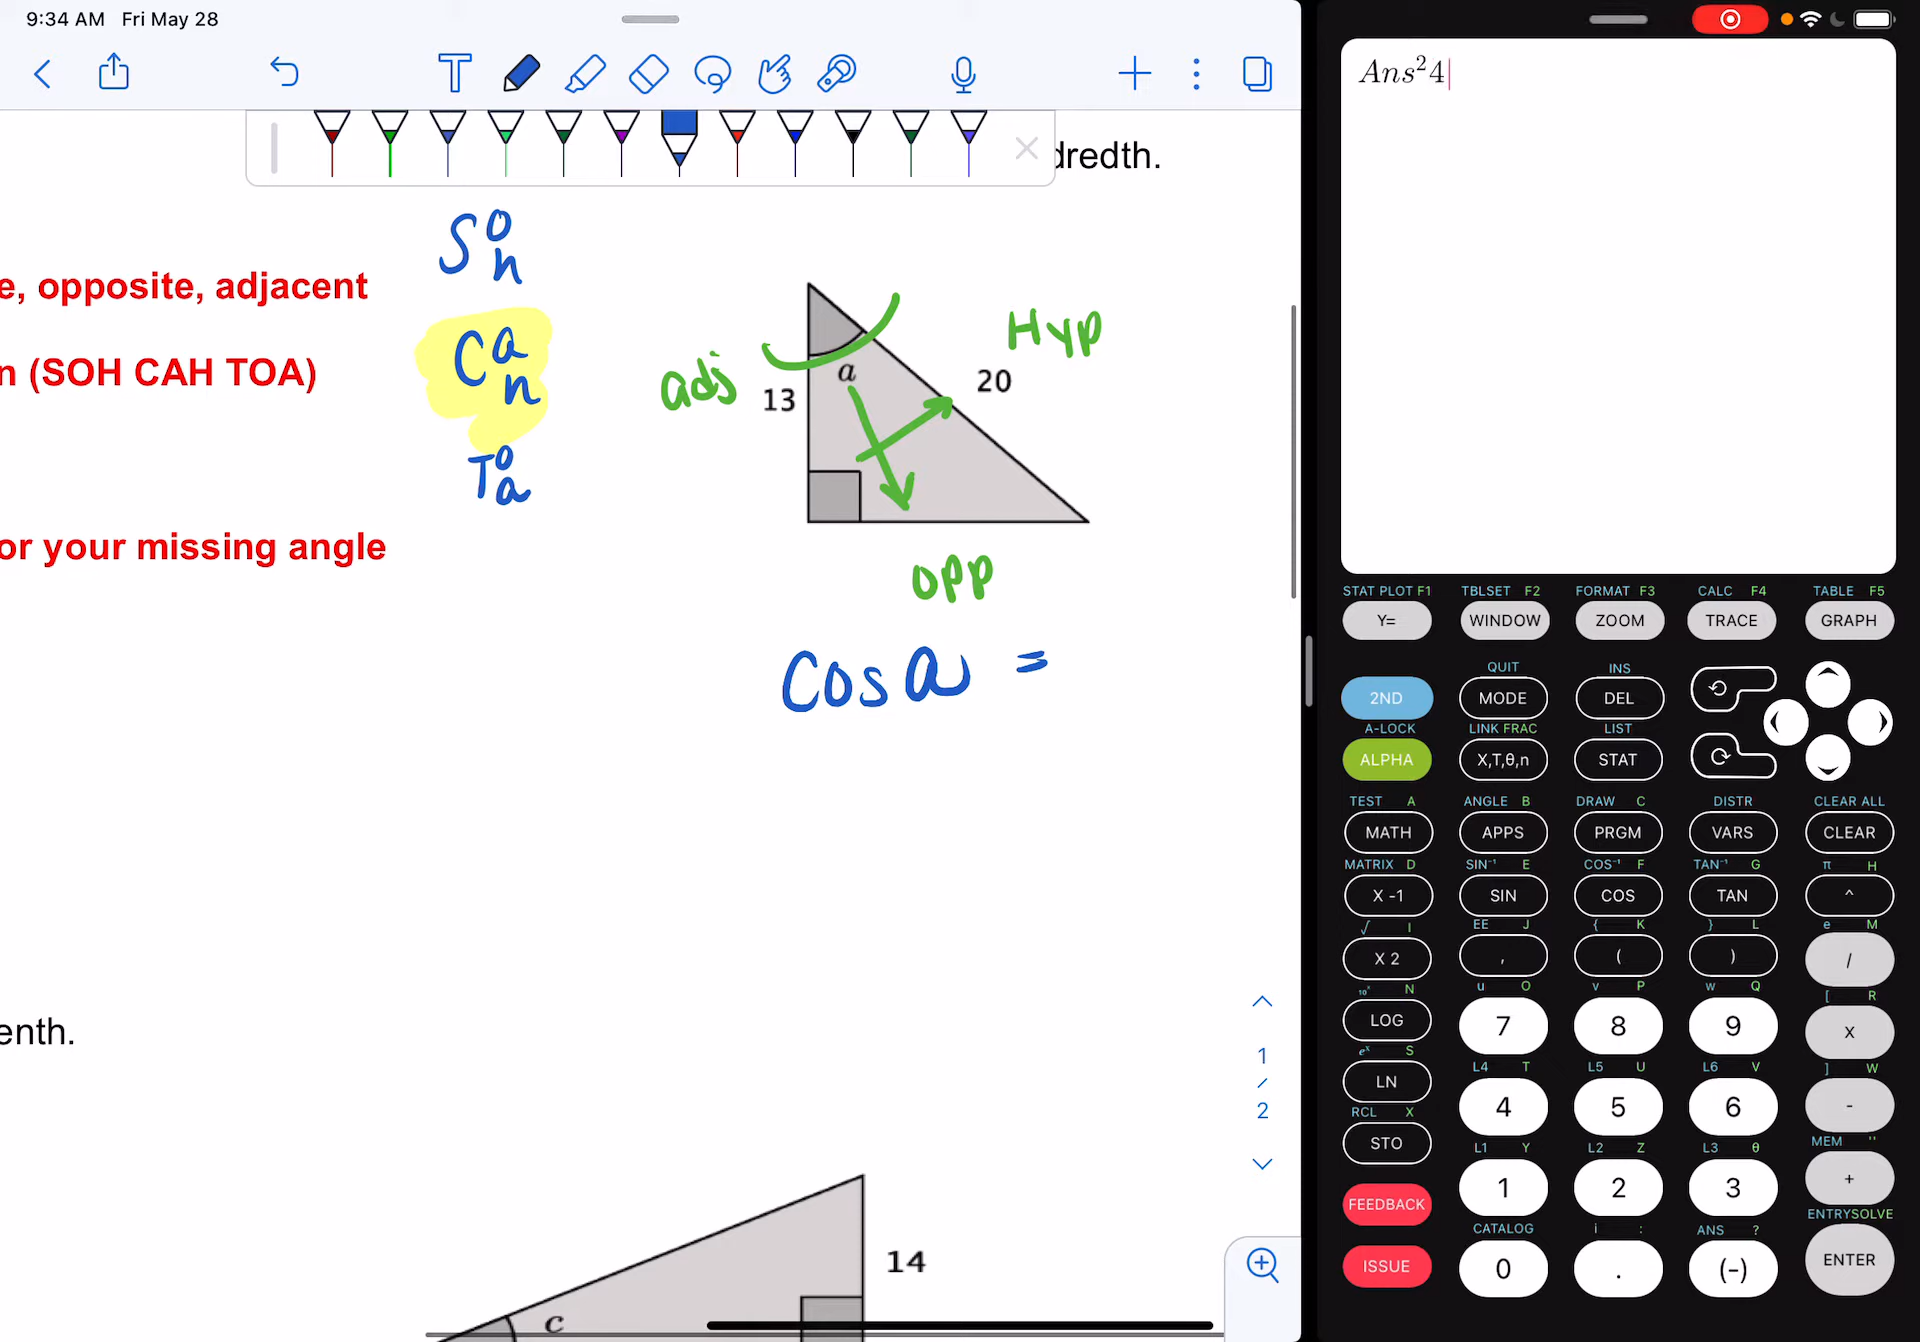 9:34 AM Fri May 28
dredth.
S o h
e, opposite, adjacent
C a h
n (SOH CAH TOA)
T o a
or your missing angle
adj
13
a
20
Hyp
opp
Cos a =
enth.
1
/
2
14
c
Ans²4
STAT PLOT F1 TBLSET F2 FORMAT F3 CALC F4 TABLE F5
Y= WINDOW ZOOM TRACE GRAPH
QUIT INS
2ND MODE DEL
A-LOCK LINK FRAC LIST
ALPHA X,T,θ,n STAT
TEST A ANGLE B DRAW C DISTR CLEAR ALL
MATH APPS PRGM VARS CLEAR
MATRIX D SIN⁻¹ E COS⁻¹ F TAN⁻¹ G π H
X -1 SIN COS TAN ^
√ I EE J { K } L e M
X 2 , ( ) /
10ˣ N u O v P w Q [ R
LOG 7 8 9 X
eˣ S L4 T L5 U L6 V ] W
LN 4 5 6 -
RCL X L1 Y L2 Z L3 θ MEM ''
STO 1 2 3 +
FEEDBACK CATALOG i : ANS ? ENTRY SOLVE
ISSUE 0 . (-) ENTER